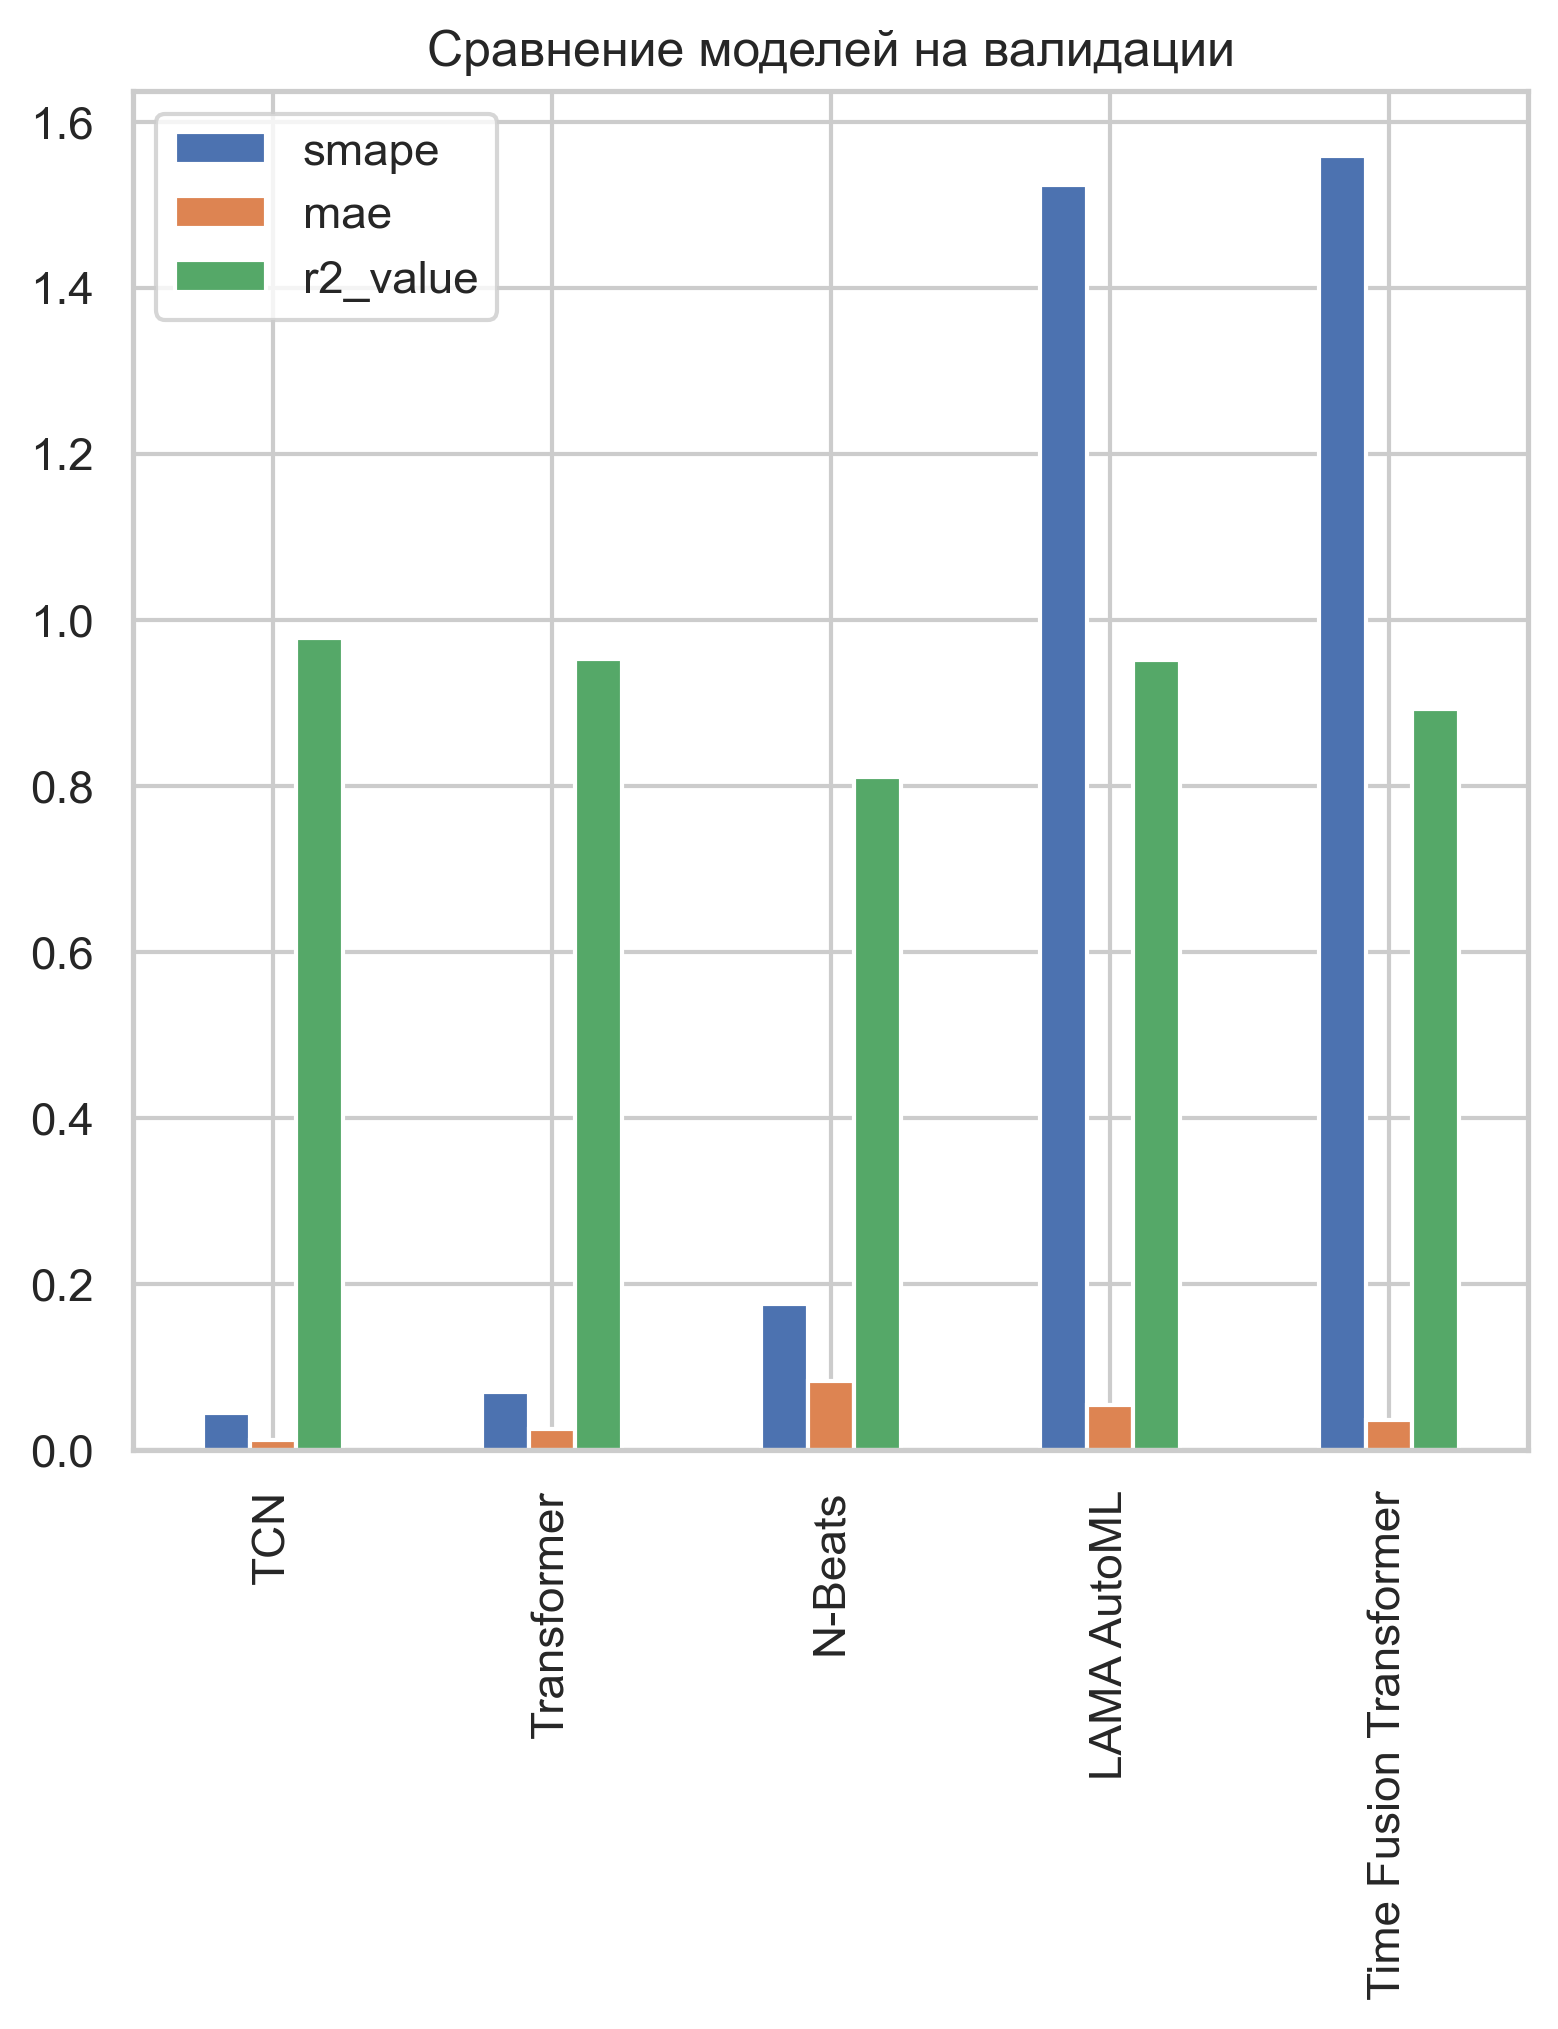 Сравнение моделей на валидации
smape
mae
r2_value
1.6
1.4
1.2
1.0
0.8
0.6
0.4
0.2
0.0
TCN
Transformer
N-Beats
LAMA AutoML
Time Fusion Transformer